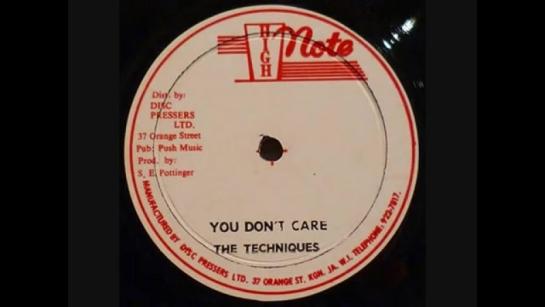 HIGH Note
Dist. by:
DISC
PRESSERS
LTD.
37 Orange Street
Pub: Push Music
Prod. by:
S. E. Pottinger
YOU DON'T CARE
THE TECHNIQUES
MANUFACTURED BY DISC PRESSERS LTD. 37 ORANGE ST. KGN. JA. W.I. TELEPHONE. 922-7817.